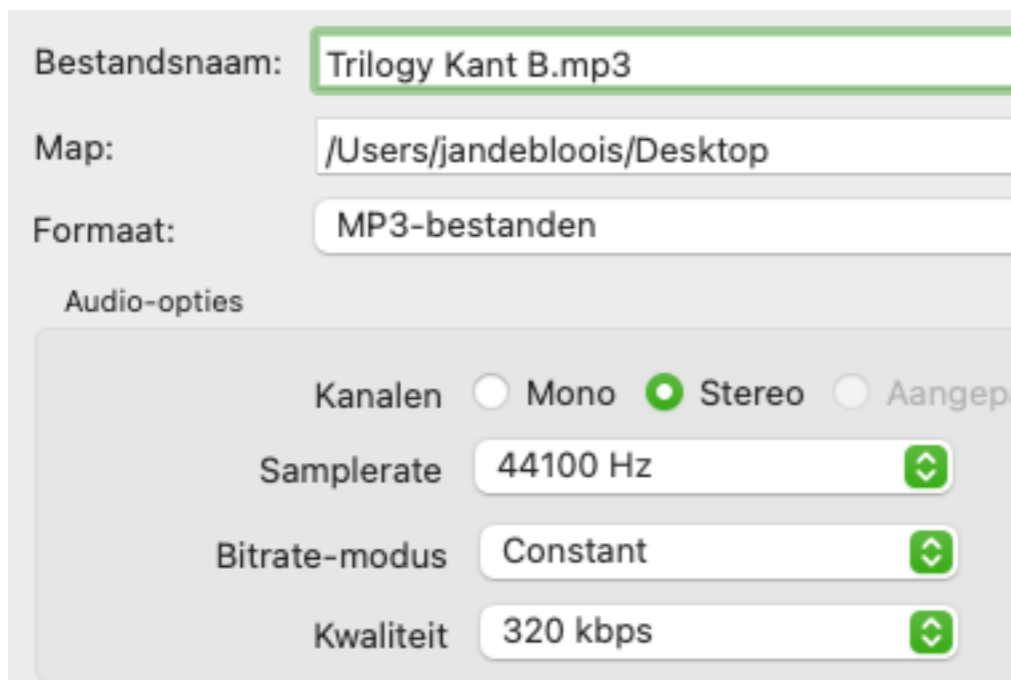 Bestandsnaam: Trilogy Kant B.mp3
Map: /Users/jandebloois/Desktop
Formaat: MP3-bestanden
Audio-opties
Kanalen Mono Stereo
Samplerate 44100 Hz
Bitrate-modus Constant
Kwaliteit 320 kbps